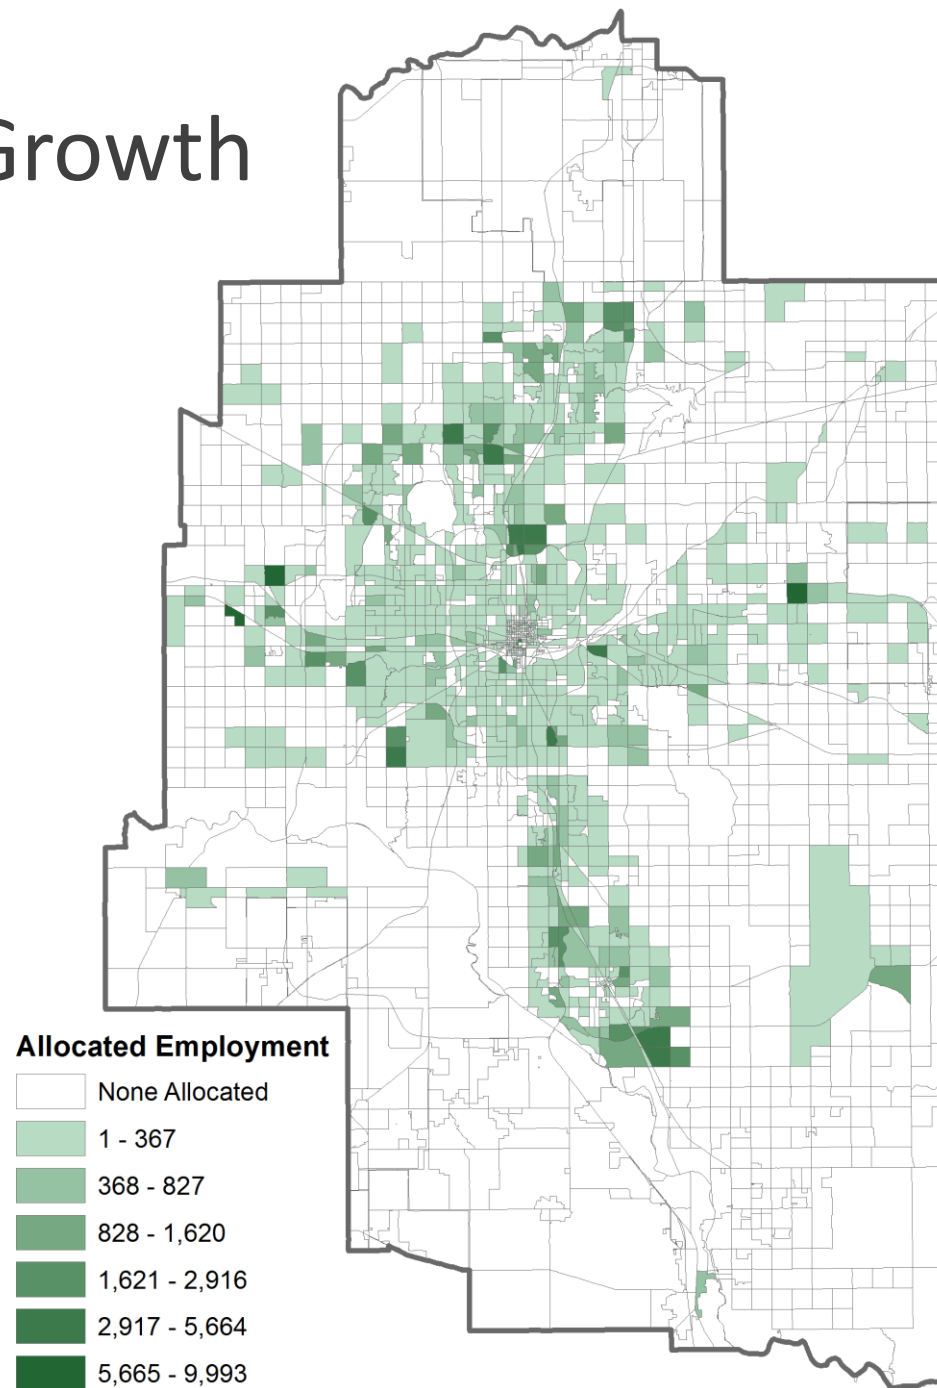 Growth
Allocated Employment
None Allocated
1 - 367
368 - 827
828 - 1,620
1,621 - 2,916
2,917 - 5,664
5,665 - 9,993